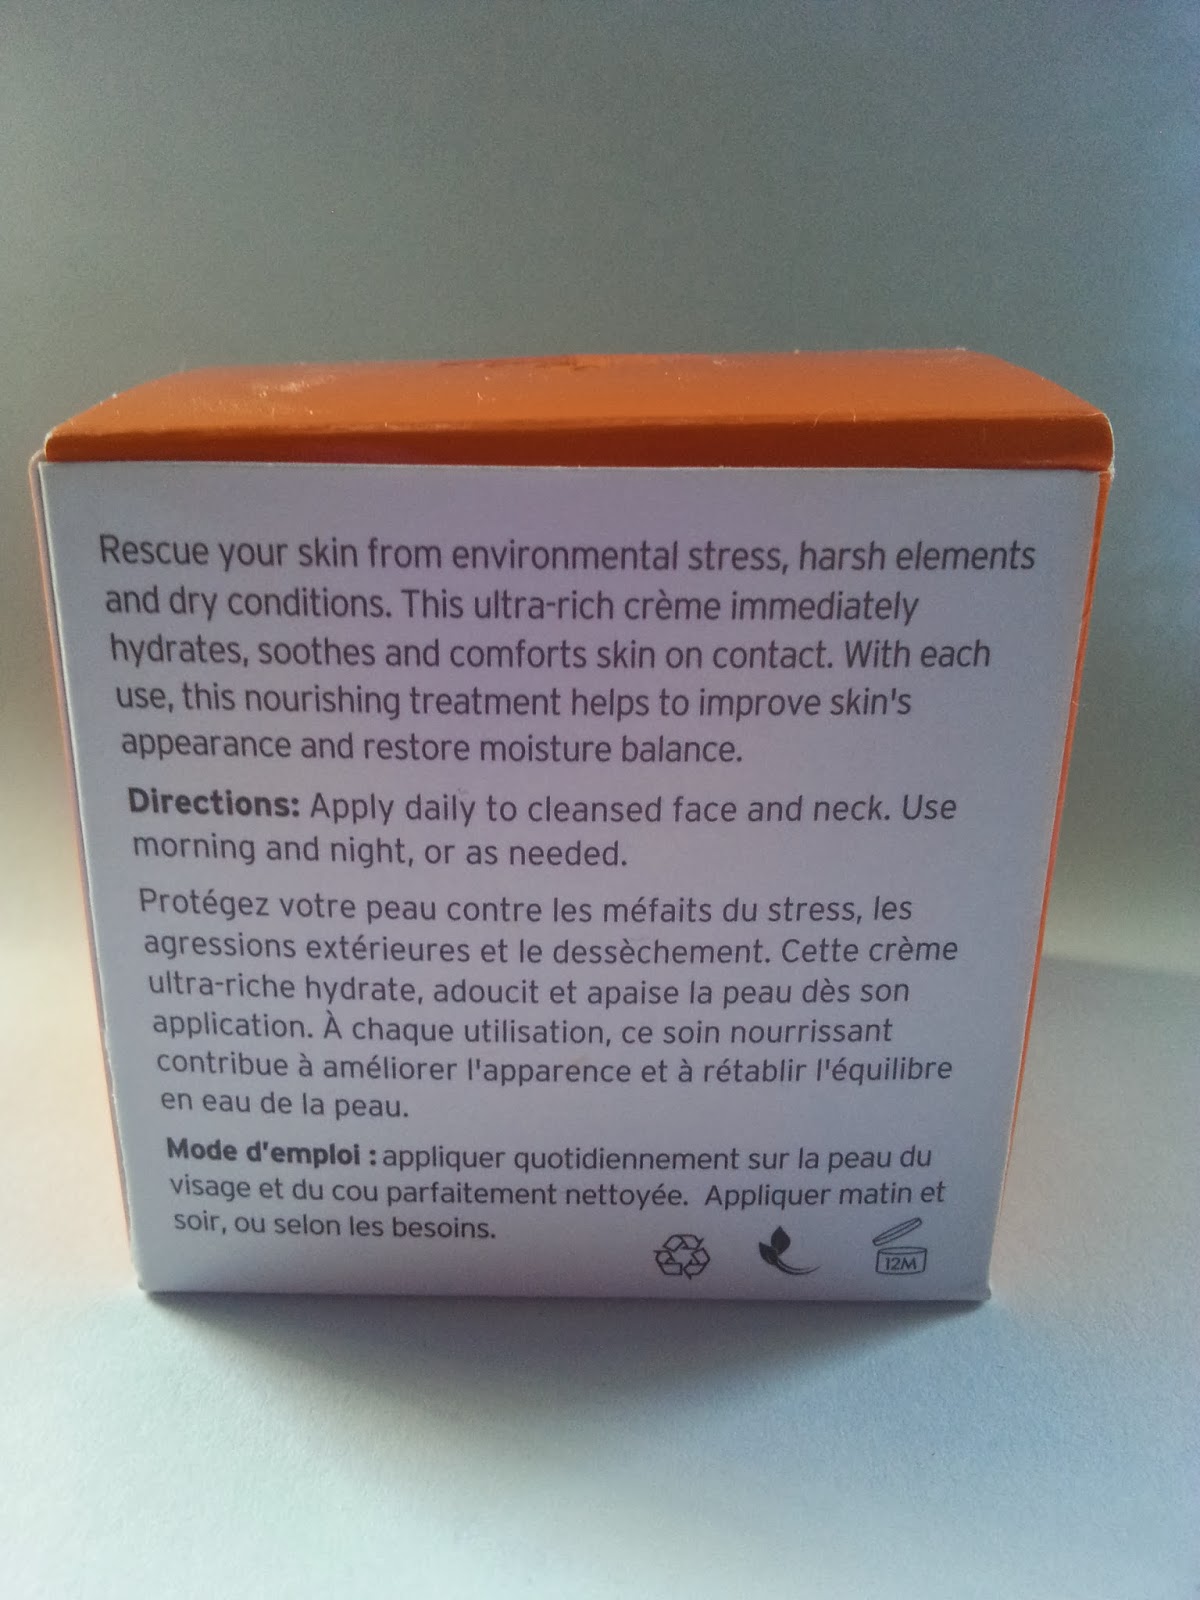 Rescue your skin from environmental stress, harsh elements
and dry conditions. This ultra-rich crème immediately
hydrates, soothes and comforts skin on contact. With each
use, this nourishing treatment helps to improve skin's
appearance and restore moisture balance.
Directions: Apply daily to cleansed face and neck. Use
morning and night, or as needed.
Protégez votre peau contre les méfaits du stress, les
agressions extérieures et le dessèchement. Cette crème
ultra-riche hydrate, adoucit et apaise la peau dès son
application. À chaque utilisation, ce soin nourrissant
contribue à améliorer l'apparence et à rétablir l'équilibre
en eau de la peau.
Mode d'emploi : appliquer quotidiennement sur la peau du
visage et du cou parfaitement nettoyée. Appliquer matin et
soir, ou selon les besoins.
12M